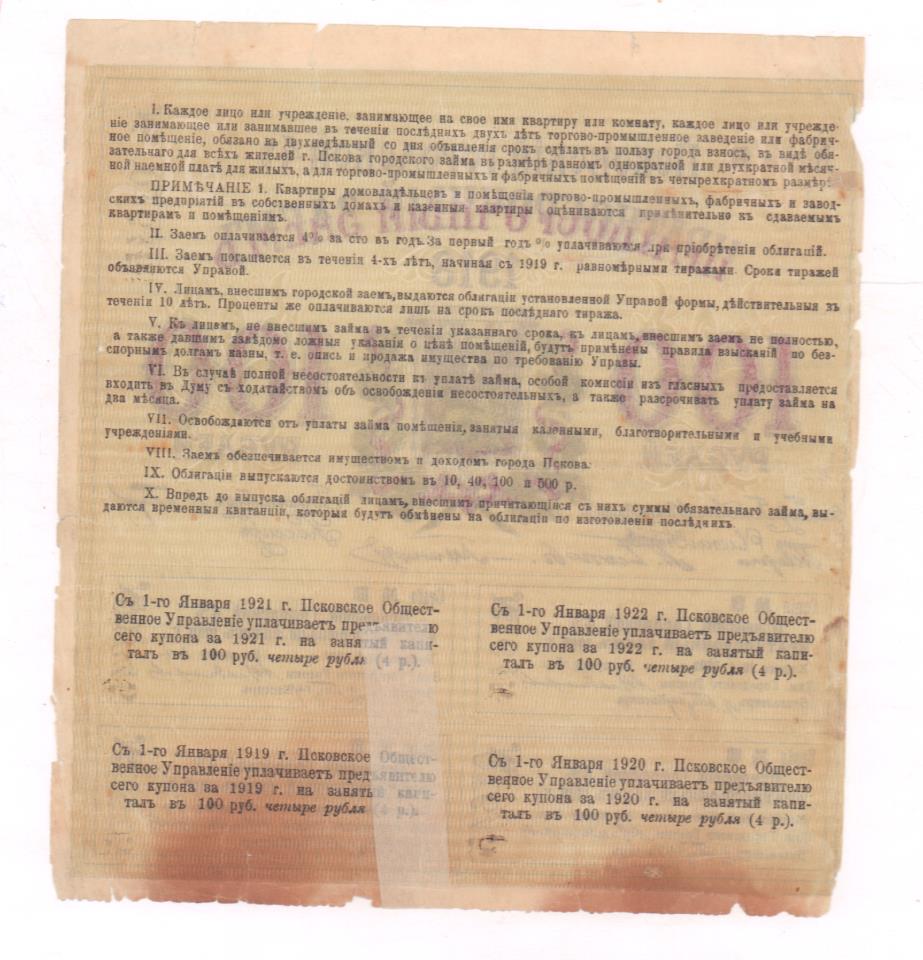 I. Каждое лицо или учрежденіе, занимающее на свое имя квартиру или комнату, каждое лицо или учрежде-
ніе занимающее или занимавшее въ теченіи послѣднихъ двухъ лѣтъ торгово-промышленное заведеніе или фабрич-
ное помѣщеніе, обязано въ двухнедѣльный со дня объявленія срокъ сдѣлать въ пользу города взносъ, въ видѣ обя-
зательнаго для всѣхъ жителей г. Пскова городского займа въ размѣрѣ равномъ однократной или двухкратной мѣсяч-
ной наемной платѣ для жилыхъ, а для торгово-промышленныхъ и фабричныхъ помѣщеній въ четырехкратномъ размѣрѣ.
ПРИМѢЧАНІЕ 1. Квартиры домовладѣльцевъ и помѣщенія торгово-промышленныхъ, фабричныхъ и завод-
скихъ предпріятій въ собственныхъ домахъ и казенныя квартиры оцѣниваются примѣнительно къ сдаваемымъ
квартирамъ и помѣщеніямъ.
II. Заемъ оплачивается 4% за сто въ годъ. За первый годъ % уплачиваются при пріобрѣтеніи облигацій.
III. Заемъ погашается въ теченіи 4-хъ лѣтъ, начиная съ 1919 г. равномѣрными тиражами. Сроки тиражей
объявляются Управой.
IV. Лицамъ, внесшимъ городской заемъ, выдаются облигаціи установленной Управой формы, дѣйствительныя въ
теченіи 10 лѣтъ. Проценты же оплачиваются лишь на срокъ послѣдняго тиража.
V. Къ лицамъ, не внесшимъ займа въ теченіи указаннаго срока, къ лицамъ, внесшимъ заемъ не полностью,
а также давшимъ завѣдомо ложныя указанія о цѣнѣ помѣщеній, будутъ примѣнены правила взысканій по без-
спорнымъ долгамъ казны, т. е. опись и продажа имущества по требованію Управы.
VI. Въ случаѣ полной несостоятельности къ уплатѣ займа, особой комиссіи изъ гласныхъ предоставляется
входить въ Думу съ ходатайствомъ объ освобожденіи несостоятельныхъ, а также разсрочивать уплату займа на
два мѣсяца.
VII. Освобождаются отъ уплаты займа помѣщенія, занятыя казенными, благотворительными и учебными
учрежденіями.
VIII. Заемъ обезпечивается имуществомъ и доходомъ города Пскова.
IX. Облигаціи выпускаются достоинствомъ въ 10, 40, 100 и 500 р.
X. Впредь до выпуска облигацій лицамъ, внесшимъ причитающіяся съ нихъ суммы обязательнаго займа, вы-
даются временныя квитанціи, которыя будутъ обмѣнены на облигаціи по изготовленіи послѣднихъ.
Съ 1-го Января 1921 г. Псковское Общест-
венное Управленіе уплачиваетъ предъявителю
сего купона за 1921 г. на занятый капи-
талъ въ 100 руб. четыре рубля (4 р.).
Съ 1-го Января 1922 г. Псковское Общест-
венное Управленіе уплачиваетъ предъявителю
сего купона за 1922 г. на занятый капи-
талъ въ 100 руб. четыре рубля (4 р.).
Съ 1-го Января 1919 г. Псковское Общест-
венное Управленіе уплачиваетъ предъявителю
сего купона за 1919 г. на занятый капи-
талъ въ 100 руб. четыре рубля (4 р.).
Съ 1-го Января 1920 г. Псковское Общест-
венное Управленіе уплачиваетъ предъявителю
сего купона за 1920 г. на занятый капи-
талъ въ 100 руб. четыре рубля (4 р.).